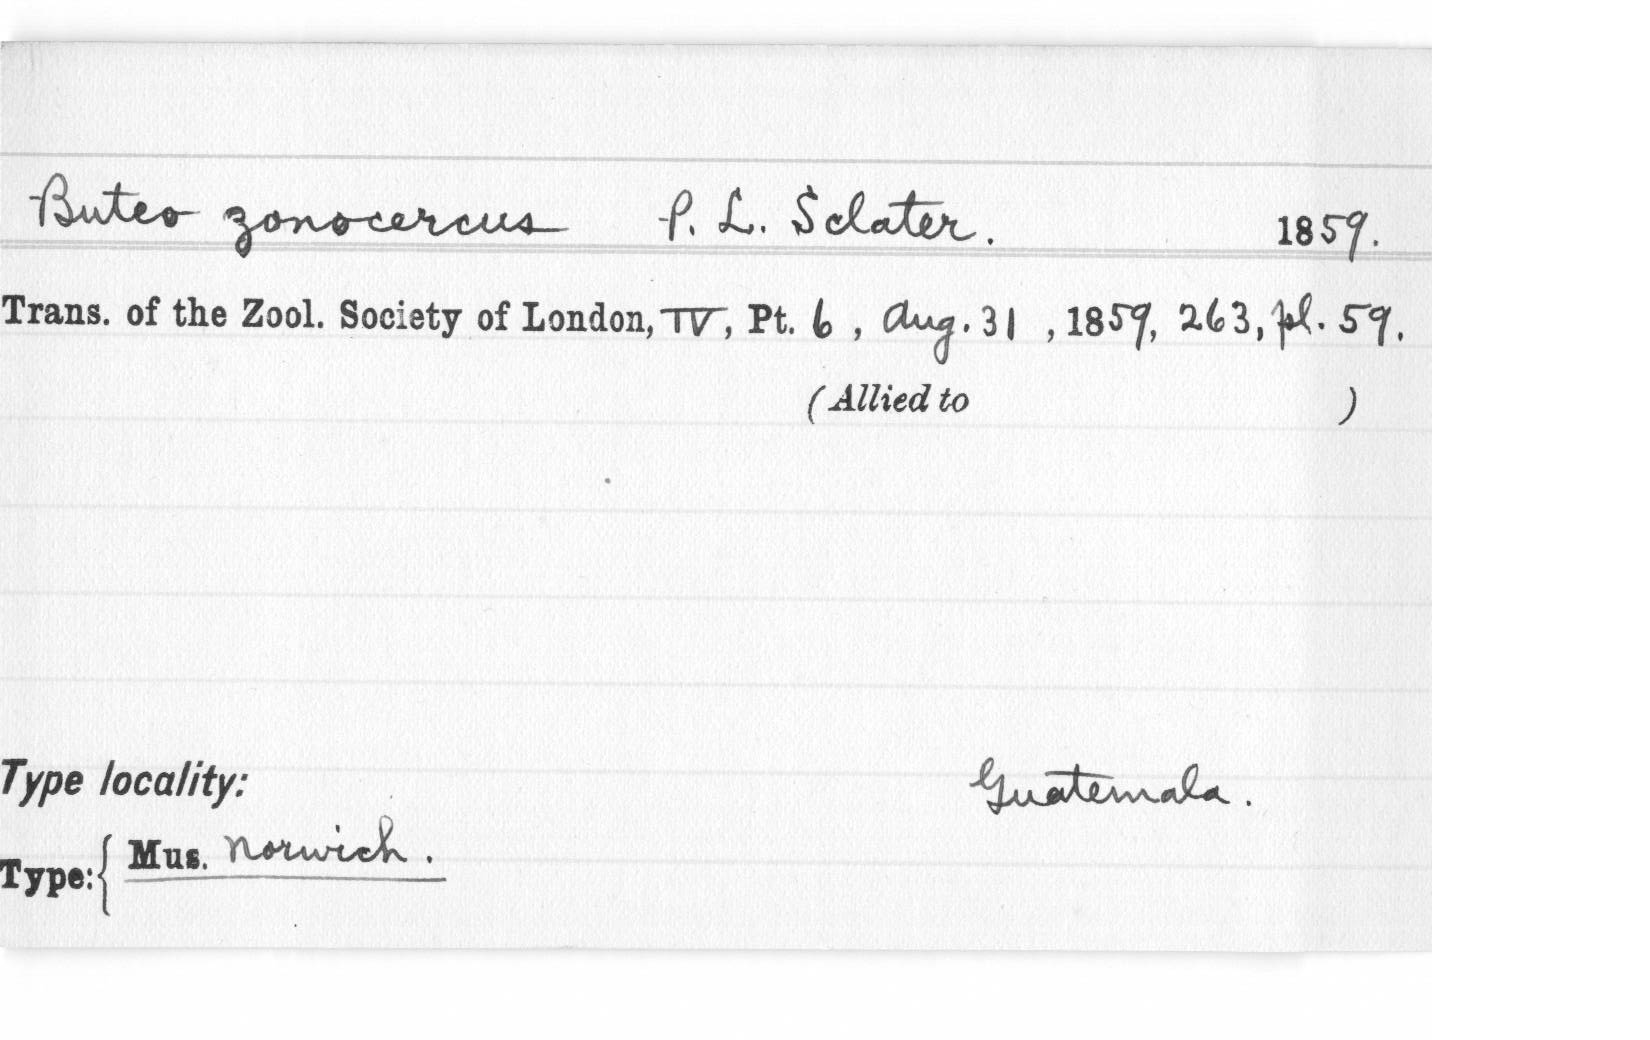 Buteo zonocercus P. L. Sclater. 1859.
Trans. of the Zool. Society of London, IV, Pt. 6, Aug. 31, 1859, 263, pl. 59.
(Allied to )
Type locality: Guatemala.
Type: { Mus. Norwich.